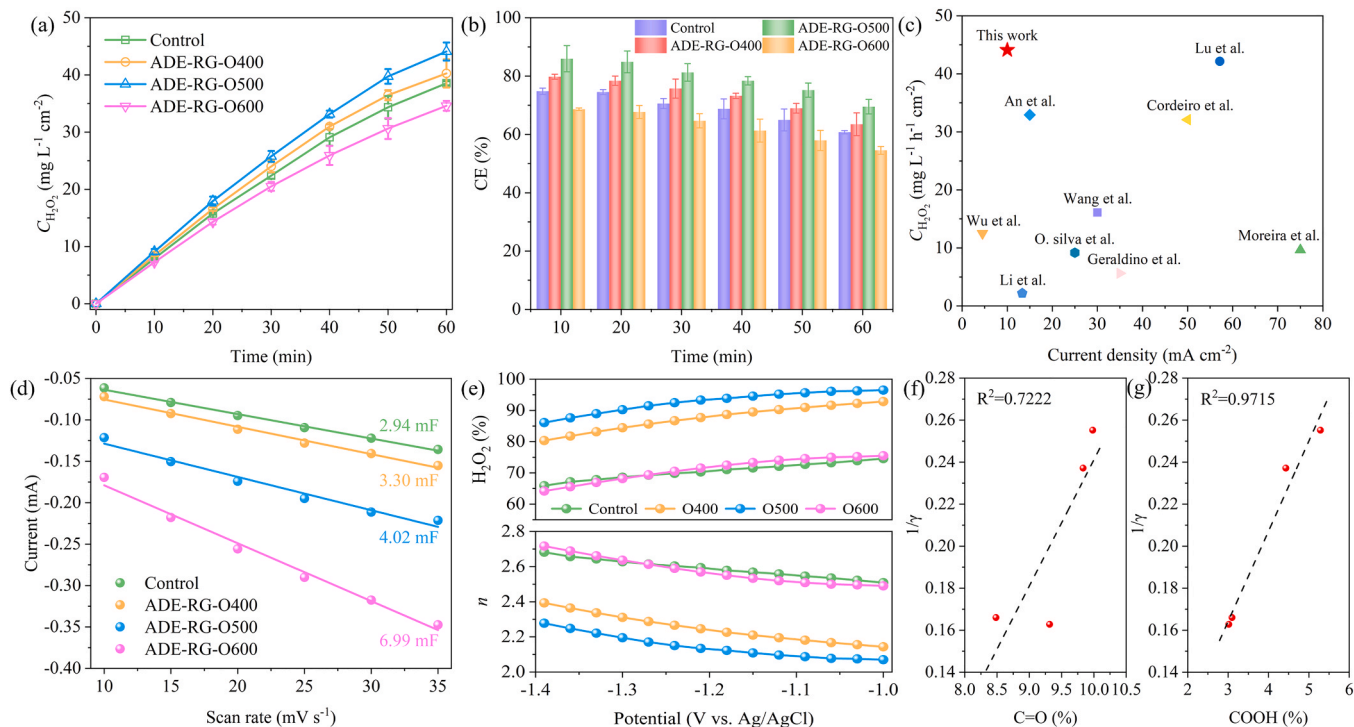 (a)
50
40
30
20
10
0
C_H₂O₂ (mg L⁻¹ cm⁻²)
Control
ADE-RG-O400
ADE-RG-O500
ADE-RG-O600
0 10 20 30 40 50 60
Time (min)
(b)
100
80
60
40
20
0
CE (%)
Control ADE-RG-O500
ADE-RG-O400 ADE-RG-O600
10 20 30 40 50 60
Time (min)
(c)
50
40
30
20
10
0
C_H₂O₂ (mg L⁻¹ h⁻¹ cm⁻²)
This work
Lu et al.
An et al.
Cordeiro et al.
Wang et al.
Wu et al.
O. silva et al.
Moreira et al.
Geraldino et al.
Li et al.
0 10 20 30 40 50 60 70 80
Current density (mA cm⁻²)
(d)
-0.05
-0.10
-0.15
-0.20
-0.25
-0.30
-0.35
-0.40
Current (mA)
2.94 mF
3.30 mF
4.02 mF
6.99 mF
Control
ADE-RG-O400
ADE-RG-O500
ADE-RG-O600
10 15 20 25 30 35
Scan rate (mV s⁻¹)
(e)
100
90
80
70
60
H₂O₂ (%)
Control O400 O500 O600
2.8
2.6
2.4
2.2
2.0
n
-1.4 -1.3 -1.2 -1.1 -1.0
Potential (V vs. Ag/AgCl)
(f)
0.28
0.26
0.24
0.22
0.20
0.18
0.16
0.14
1/γ
R²=0.7222
8.0 8.5 9.0 9.5 10.0 10.5
C=O (%)
(g)
0.28
0.26
0.24
0.22
0.20
0.18
0.16
0.14
1/γ
R²=0.9715
2 3 4 5 6
COOH (%)